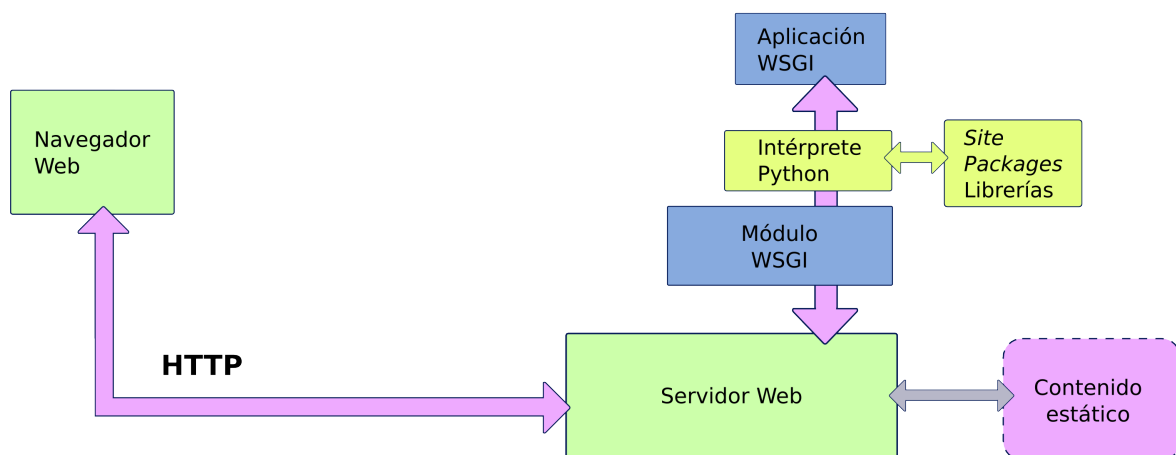 Aplicación
WSGI
Navegador
Web
Intérprete
Python
Site
Packages
Librerías
Módulo
WSGI
HTTP
Servidor Web
Contenido
estático